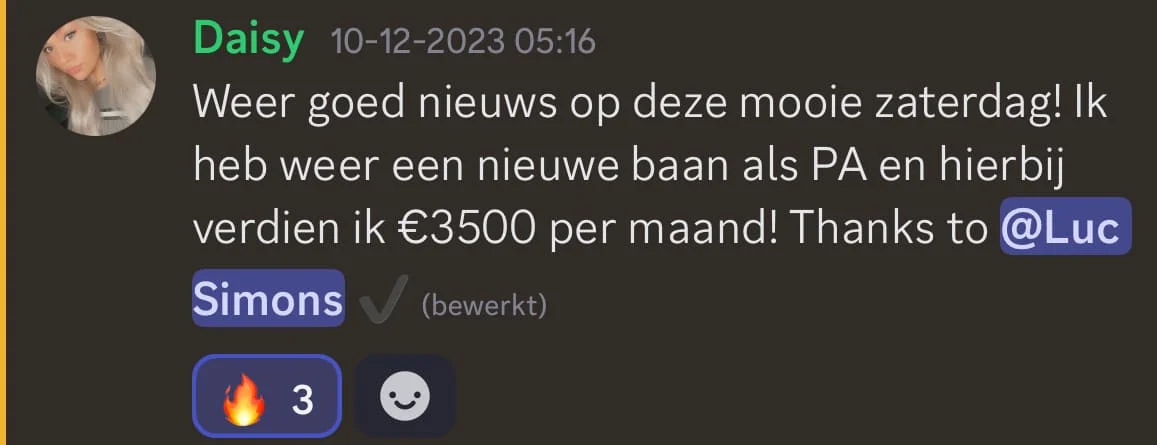 Daisy 10-12-2023 05:16
Weer goed nieuws op deze mooie zaterdag! Ik
heb weer een nieuwe baan als PA en hierbij
verdien ik €3500 per maand! Thanks to @Luc
Simons ✔ (bewerkt)
🔥 3